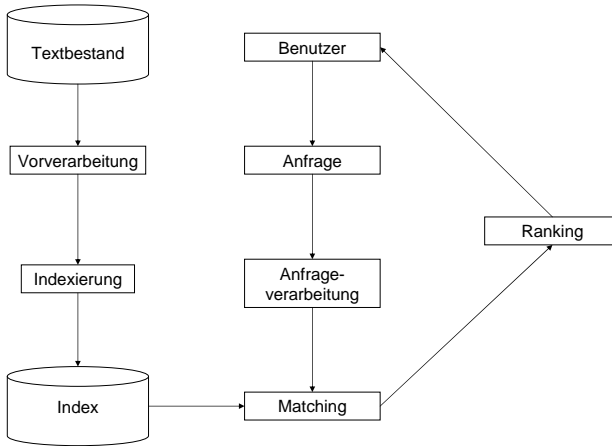 Textbestand
Benutzer
Vorverarbeitung
Anfrage
Ranking
Indexierung
Anfrage-
verarbeitung
Index
Matching